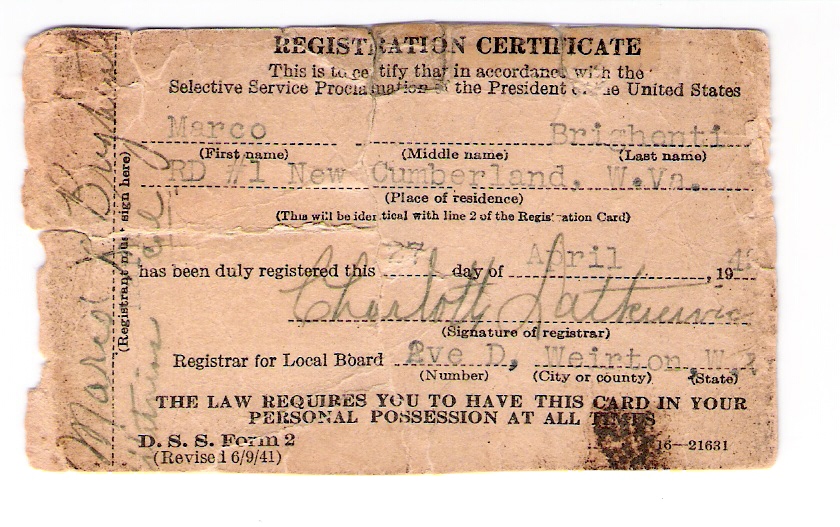 REGISTRATION CERTIFICATE
This is to certify that in accordance with the
Selective Service Proclamation of the President of the United States
Marco Brighenti
(First name) (Middle name) (Last name)
RD #1 New Cumberland, W.Va.
(Place of residence)
(This will be identical with line 2 of the Registration Card)
has been duly registered this 27 day of April, 194
Charlotte
(Signature of registrar)
Registrar for Local Board Ave D, Weirton, W.
(Number) (City or county) (State)
THE LAW REQUIRES YOU TO HAVE THIS CARD IN YOUR
PERSONAL POSSESSION AT ALL TIMES
D. S. S. Form 2
(Revised 6/9/41)
16—21631
Marco Brighenti
(Registrant must sign here)